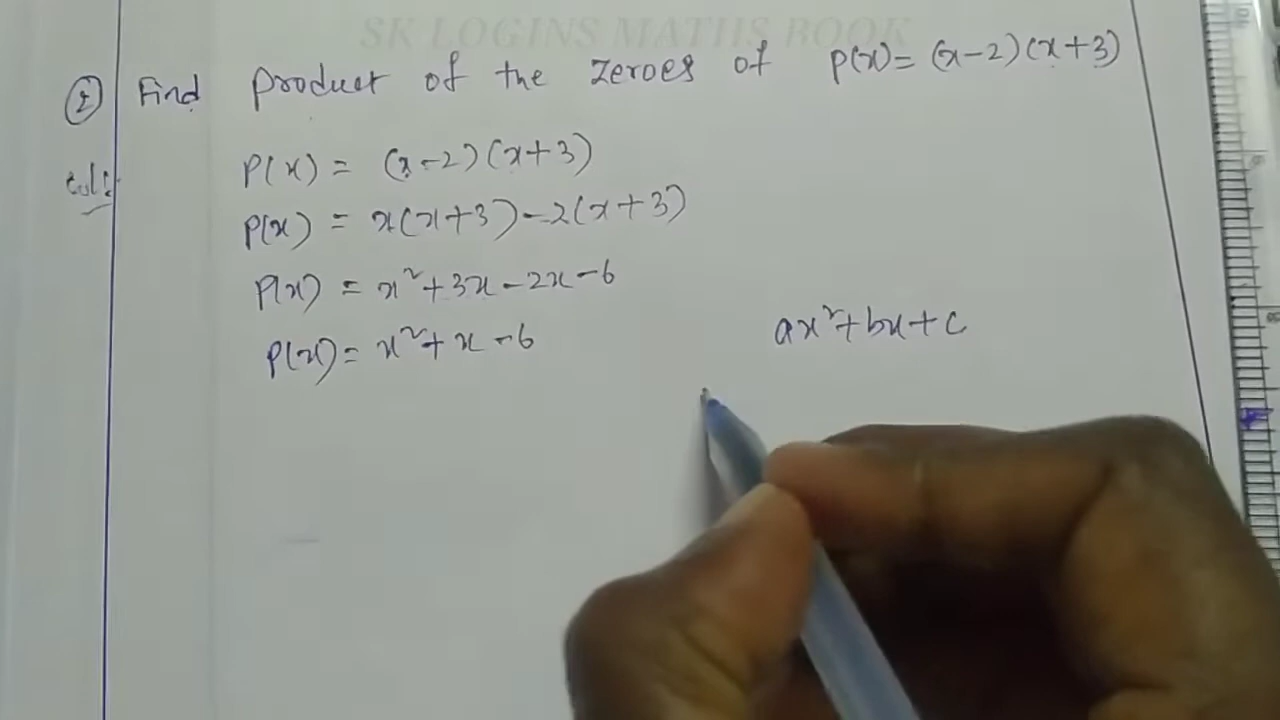 SK LOGINS MATHS BOOK
② Find product of the zeroes of p(x) = (x-2)(x+3)
Sol:
P(x) = (x-2)(x+3)
P(x) = x(x+3)-2(x+3)
P(x) = x²+3x-2x-6
P(x) = x²+x-6
ax²+bx+c